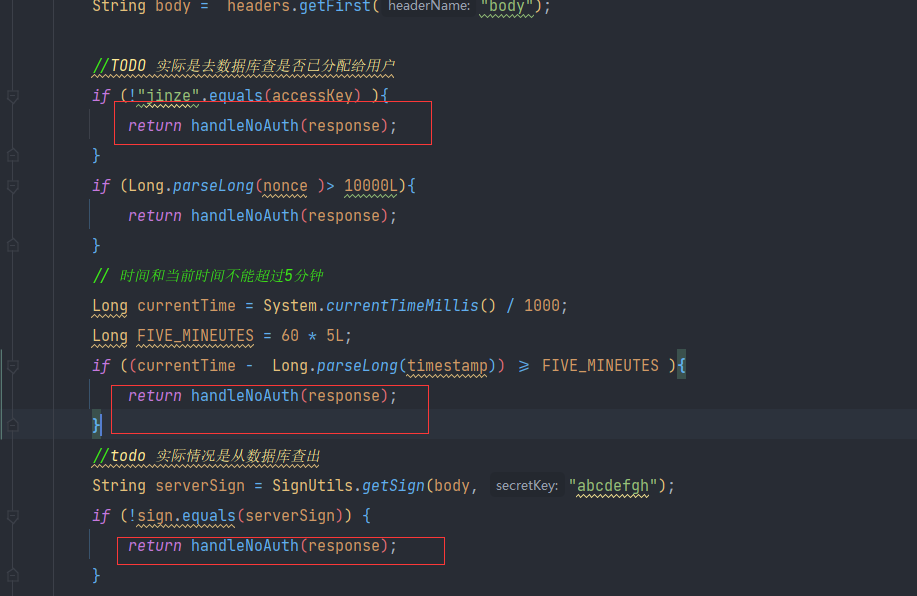 String body =  headers.getFirst( headerName: "body");
//TODO 实际是去数据库查是否已分配给用户
if (!"jinze".equals(accessKey) ){
return handleNoAuth(response);
}
if (Long.parseLong(nonce )> 10000L){
return handleNoAuth(response);
}
// 时间和当前时间不能超过5分钟
Long currentTime = System.currentTimeMillis() / 1000;
Long FIVE_MINEUTES = 60 * 5L;
if ((currentTime -  Long.parseLong(timestamp)) ⩾ FIVE_MINEUTES ){
return handleNoAuth(response);
}
//todo 实际情况是从数据库查出
String serverSign = SignUtils.getSign(body, secretKey: "abcdefgh");
if (!sign.equals(serverSign)) {
return handleNoAuth(response);
}